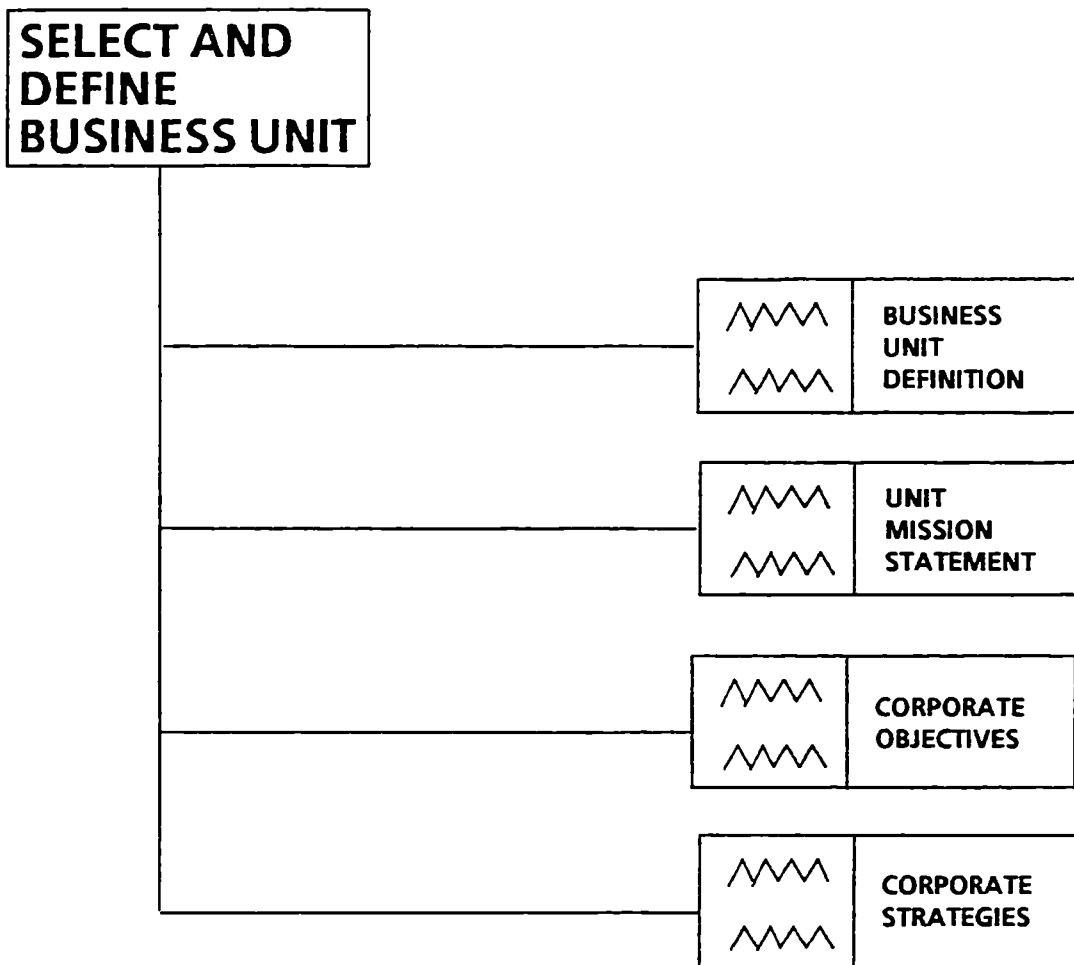 SELECT AND
DEFINE
BUSINESS UNIT
BUSINESS
UNIT
DEFINITION
UNIT
MISSION
STATEMENT
CORPORATE
OBJECTIVES
CORPORATE
STRATEGIES